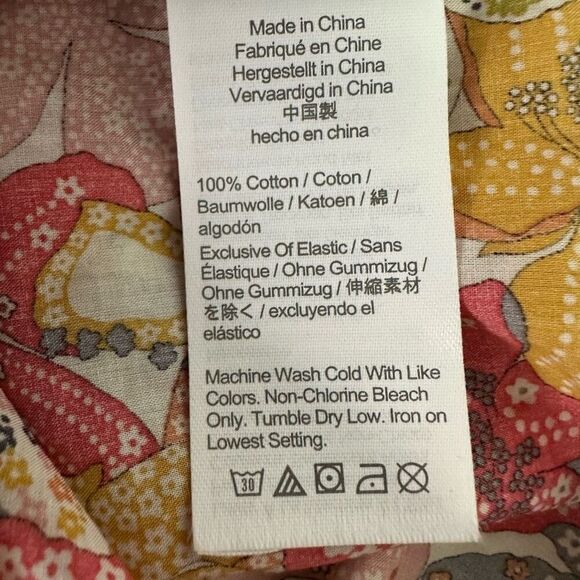 Made in China
Fabriqué en Chine
Hergestellt in China
Vervaardigd in China
中国製
hecho en china
100% Cotton / Coton /
Baumwolle / Katoen / 綿 /
algodón
Exclusive Of Elastic / Sans
Élastique / Ohne Gummizug /
Ohne Gummizug / 伸縮素材
を除く / excluyendo el
elástico
Machine Wash Cold With Like
Colors. Non-Chlorine Bleach
Only. Tumble Dry Low. Iron on
Lowest Setting.
30